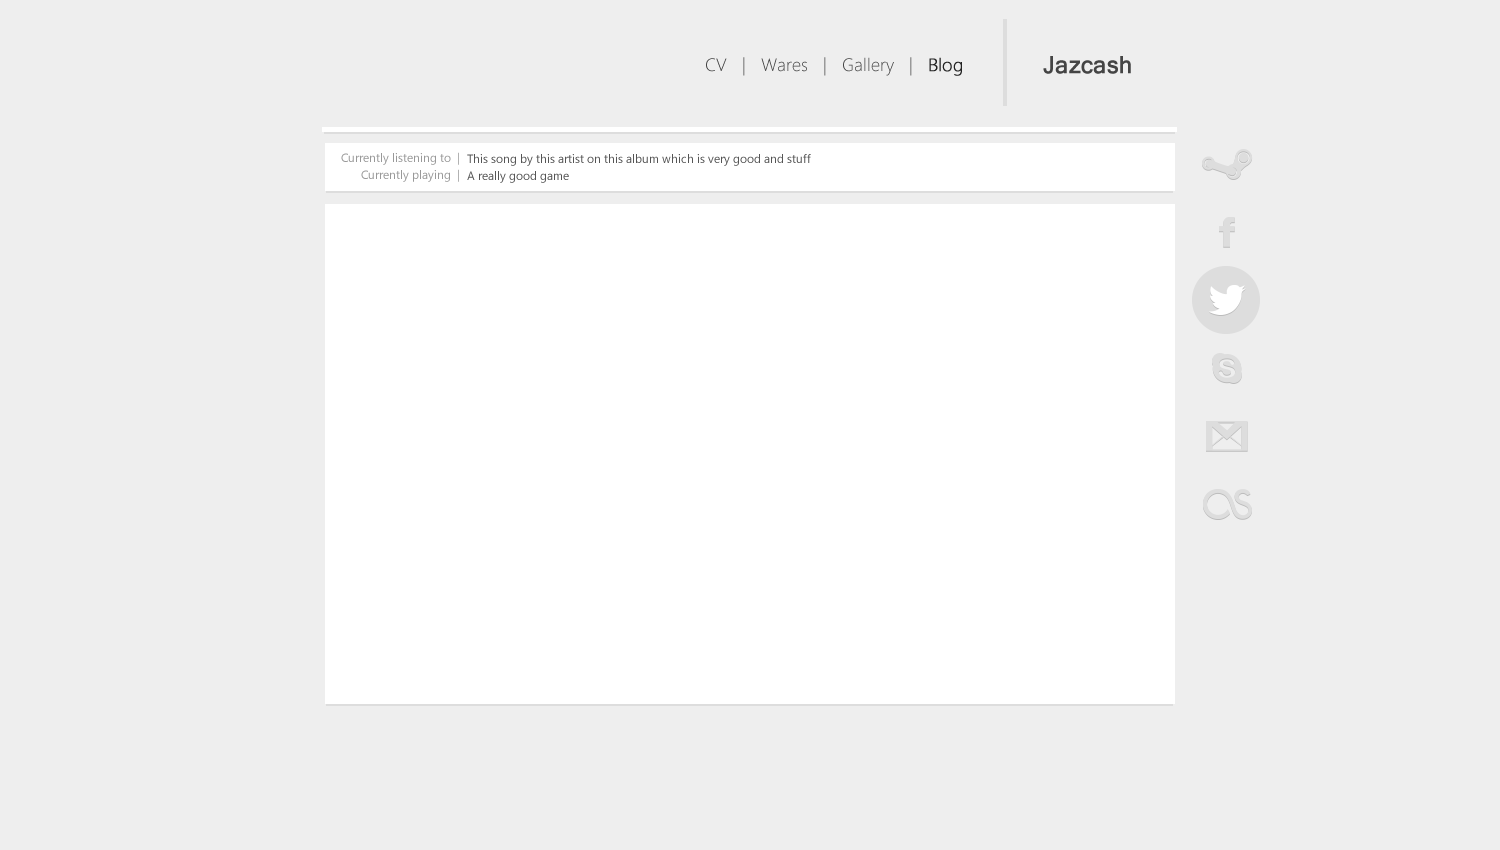 CV | Wares | Gallery | Blog
Jazcash
Currently listening to | This song by this artist on this album which is very good and stuff
Currently playing | A really good game